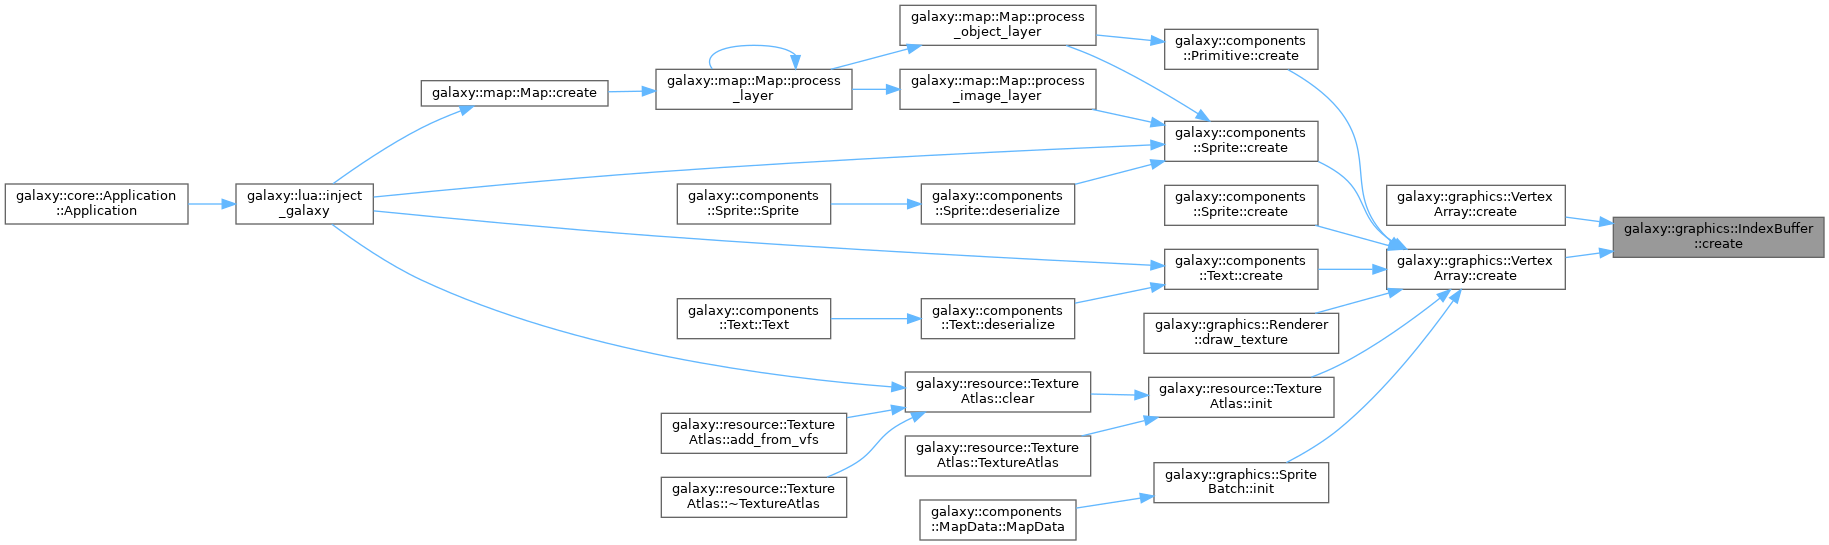 galaxy::core::Application
::Application
galaxy::lua::inject
_galaxy
galaxy::map::Map::create
galaxy::map::Map::process
_layer
galaxy::map::Map::process
_object_layer
galaxy::map::Map::process
_image_layer
galaxy::components
::Primitive::create
galaxy::components
::Sprite::create
galaxy::components
::Sprite::Sprite
galaxy::components
::Sprite::deserialize
galaxy::components
::Sprite::create
galaxy::graphics::Vertex
Array::create
galaxy::graphics::IndexBuffer
::create
galaxy::components
::Text::create
galaxy::graphics::Vertex
Array::create
galaxy::components
::Text::Text
galaxy::components
::Text::deserialize
galaxy::graphics::Renderer
::draw_texture
galaxy::resource::Texture
Atlas::clear
galaxy::resource::Texture
Atlas::init
galaxy::resource::Texture
Atlas::add_from_vfs
galaxy::resource::Texture
Atlas::TextureAtlas
galaxy::resource::Texture
Atlas::~TextureAtlas
galaxy::graphics::Sprite
Batch::init
galaxy::components
::MapData::MapData